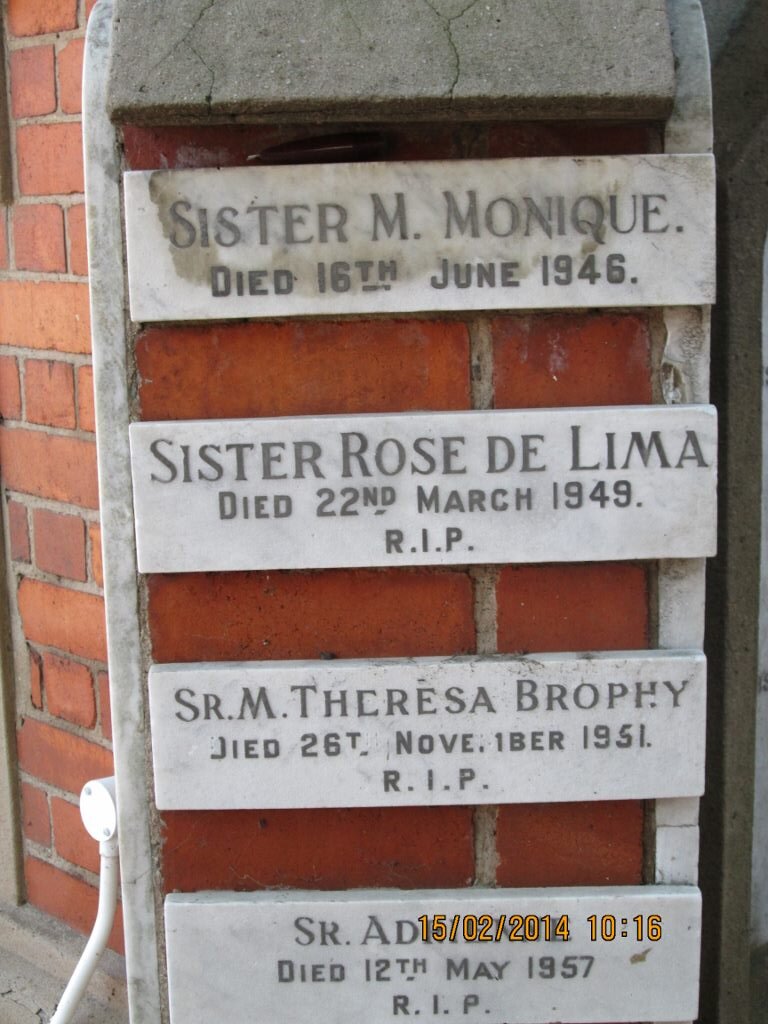 SISTER M. MONIQUE.
DIED 16TH JUNE 1946.
SISTER ROSE DE LIMA
DIED 22ND MARCH 1949.
R.I.P.
SR. M. THERESA BROPHY
DIED 26T NOVEMBER 1951.
R.I.P.
SR.
15/02/2014 10:16
DIED 12TH MAY 1957
R.I.P.